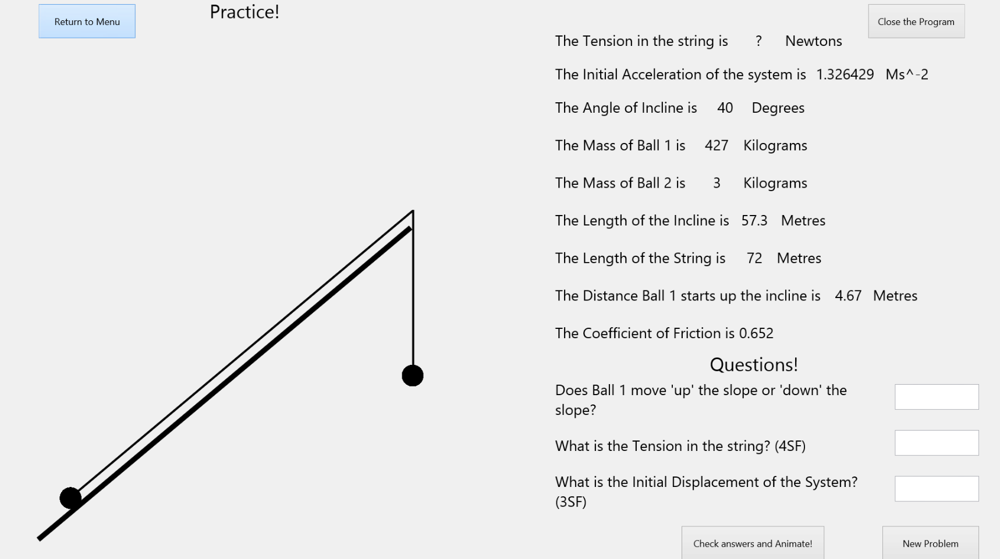 Return to Menu
Practice!
Close the Program
The Tension in the string is ? Newtons
The Initial Acceleration of the system is 1.326429 Ms^-2
The Angle of Incline is 40 Degrees
The Mass of Ball 1 is 427 Kilograms
The Mass of Ball 2 is 3 Kilograms
The Length of the Incline is 57.3 Metres
The Length of the String is 72 Metres
The Distance Ball 1 starts up the incline is 4.67 Metres
The Coefficient of Friction is 0.652
Questions!
Does Ball 1 move 'up' the slope or 'down' the
slope?
What is the Tension in the string? (4SF)
What is the Initial Displacement of the System?
(3SF)
Check answers and Animate!
New Problem